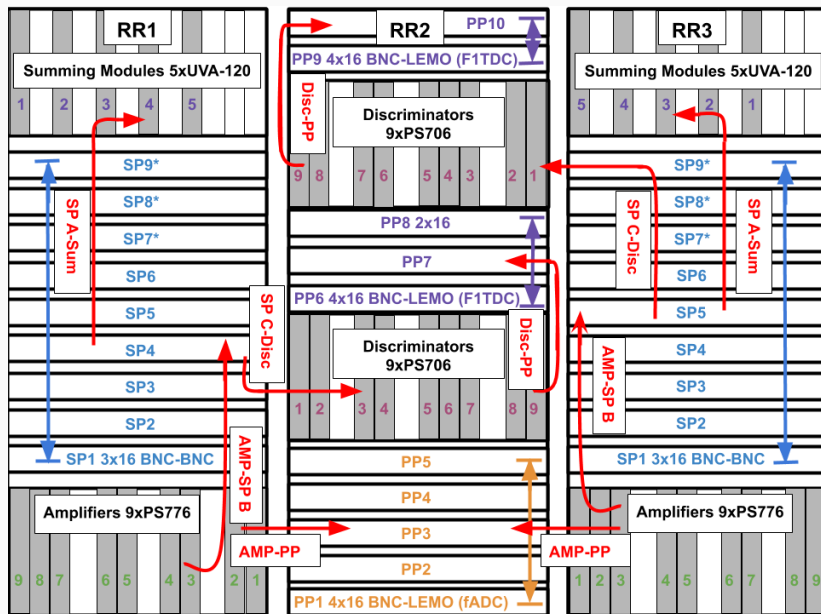 RR1
Summing Modules 5xUVA-120
1 2 3 4 5
SP9*
SP8*
SP7*
SP6
SP5
SP4
SP3
SP2
SP1 3x16 BNC-BNC
Amplifiers 9xPS776
9 8 7 6 5 4 3 2 1
SP A-Sum
SP C-Disc
AMP-SP B
AMP-PP
RR2
PP10
PP9 4x16 BNC-LEMO (F1TDC)
Disc-PP
Discriminators
9xPS706
9 8 7 6 5 4 3 2 1
PP8 2x16
PP7
PP6 4x16 BNC-LEMO (F1TDC)
Discriminators
9xPS706
Disc-PP
1 2 3 4 5 6 7 8 9
PP5
PP4
PP3
PP2
PP1 4x16 BNC-LEMO (fADC)
RR3
Summing Modules 5xUVA-120
5 4 3 2 1
SP9*
SP8*
SP7*
SP6
SP5
SP4
SP3
SP2
SP1 3x16 BNC-BNC
SP C-Disc
SP A-Sum
AMP-SP B
AMP-PP
Amplifiers 9xPS776
1 2 3 4 5 6 7 8 9